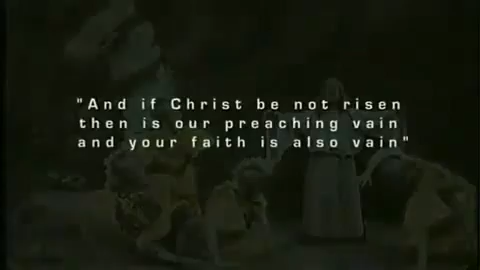 "And if Christ be not risen
then is our preaching vain
and your faith is also vain"